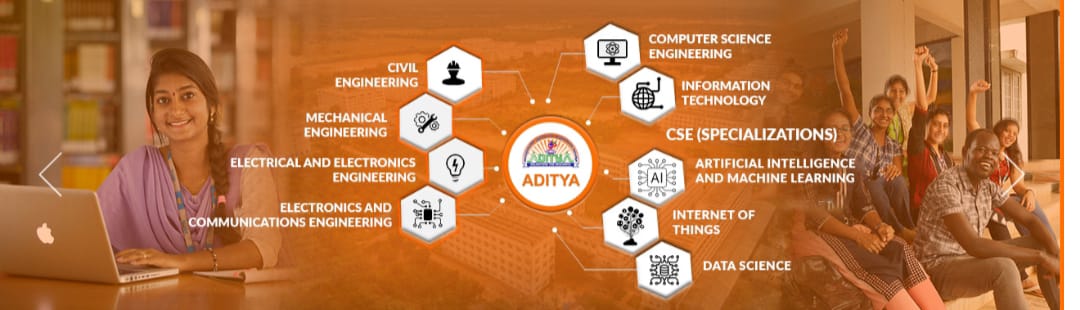 CIVIL
ENGINEERING
MECHANICAL
ENGINEERING
ELECTRICAL AND ELECTRONICS
ENGINEERING
ELECTRONICS AND
COMMUNICATIONS ENGINEERING
ADITYA
ADITYA
COMPUTER SCIENCE
ENGINEERING
INFORMATION
TECHNOLOGY
CSE (SPECIALIZATIONS)
AI
ARTIFICIAL INTELLIGENCE
AND MACHINE LEARNING
INTERNET OF
THINGS
DATA SCIENCE